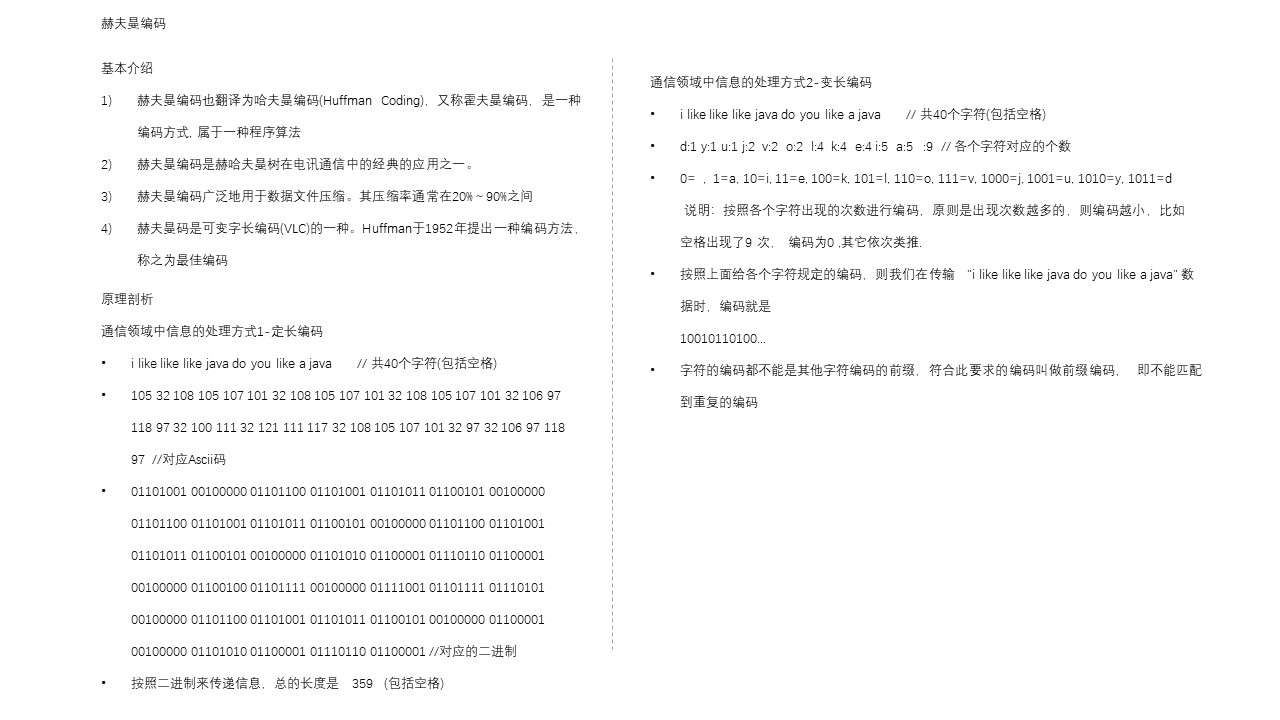 赫夫曼编码
基本介绍
1) 赫夫曼编码也翻译为哈夫曼编码(Huffman Coding)，又称霍夫曼编码，是一种
编码方式, 属于一种程序算法
2) 赫夫曼编码是赫哈夫曼树在电讯通信中的经典的应用之一。
3) 赫夫曼编码广泛地用于数据文件压缩。其压缩率通常在20%～90%之间
4) 赫夫曼码是可变字长编码(VLC)的一种。Huffman于1952年提出一种编码方法，
称之为最佳编码
原理剖析
通信领域中信息的处理方式1-定长编码
• i like like like java do you like a java // 共40个字符(包括空格)
• 105 32 108 105 107 101 32 108 105 107 101 32 108 105 107 101 32 106 97
118 97 32 100 111 32 121 111 117 32 108 105 107 101 32 97 32 106 97 118
97 //对应Ascii码
• 01101001 00100000 01101100 01101001 01101011 01100101 00100000
01101100 01101001 01101011 01100101 00100000 01101100 01101001
01101011 01100101 00100000 01101010 01100001 01110110 01100001
00100000 01100100 01101111 00100000 01111001 01101111 01110101
00100000 01101100 01101001 01101011 01100101 00100000 01100001
00100000 01101010 01100001 01110110 01100001 //对应的二进制
• 按照二进制来传递信息，总的长度是 359 (包括空格)
通信领域中信息的处理方式2-变长编码
• i like like like java do you like a java // 共40个字符(包括空格)
• d:1 y:1 u:1 j:2 v:2 o:2 l:4 k:4 e:4 i:5 a:5 :9 // 各个字符对应的个数
• 0= , 1=a, 10=i, 11=e, 100=k, 101=l, 110=o, 111=v, 1000=j, 1001=u, 1010=y, 1011=d
说明：按照各个字符出现的次数进行编码，原则是出现次数越多的，则编码越小，比如
空格出现了9 次， 编码为0 ,其它依次类推.
• 按照上面给各个字符规定的编码，则我们在传输 "i like like like java do you like a java" 数
据时，编码就是
10010110100...
• 字符的编码都不能是其他字符编码的前缀，符合此要求的编码叫做前缀编码， 即不能匹配
到重复的编码